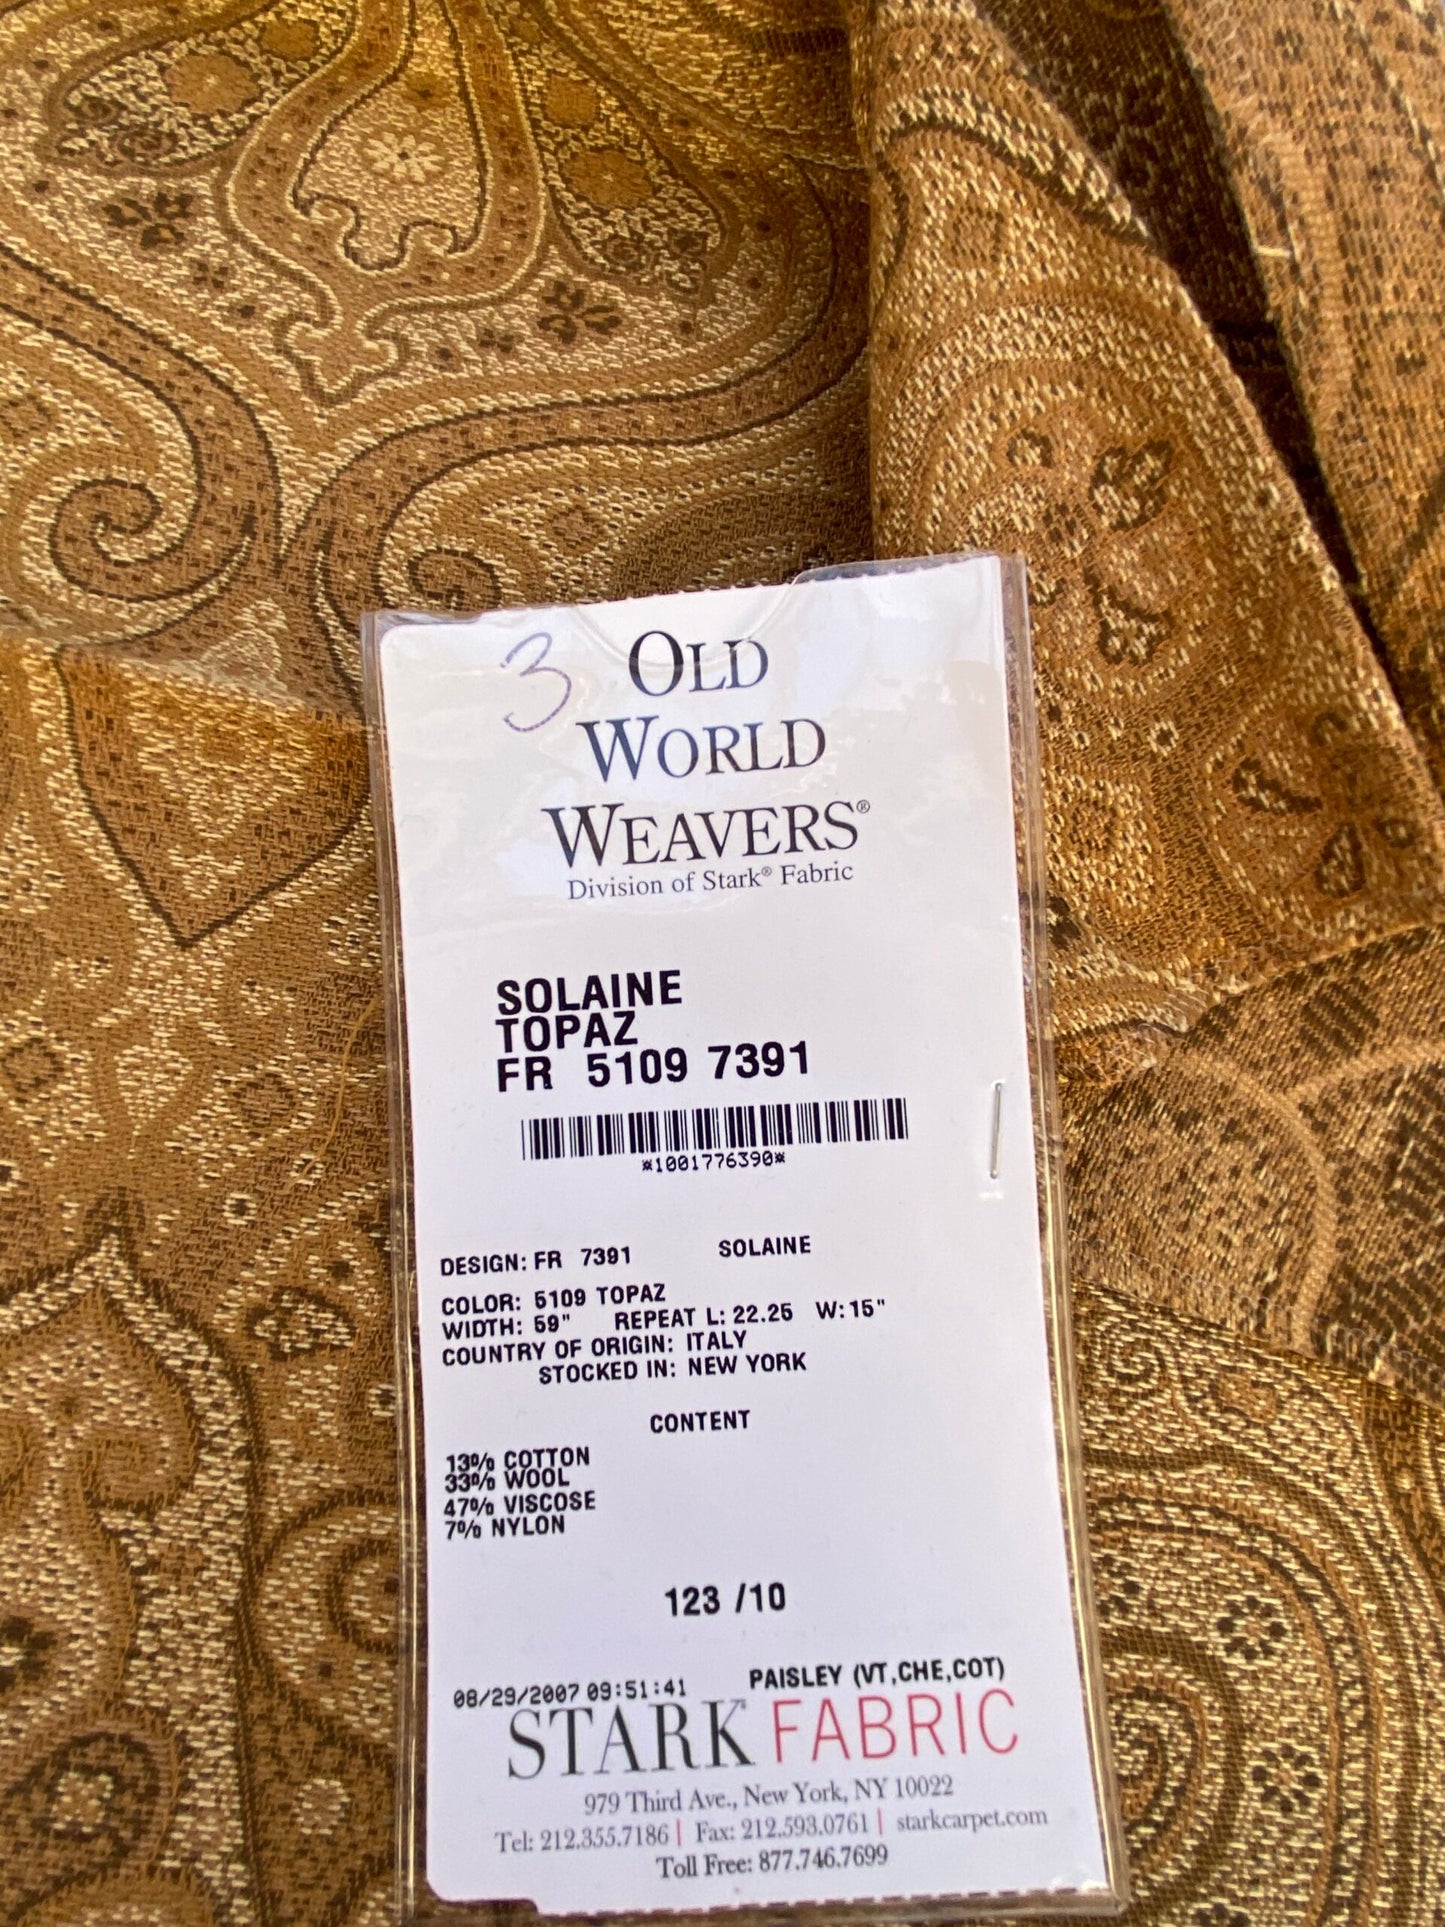 3
OLD
WORLD
WEAVERS®
Division of Stark® Fabric
SOLAINE
TOPAZ
FR 5109 7391
*1001776390*
DESIGN: FR 7391 SOLAINE
COLOR: 5109 TOPAZ
WIDTH: 59" REPEAT L: 22.25 W: 15"
COUNTRY OF ORIGIN: ITALY
STOCKED IN: NEW YORK
CONTENT
13% COTTON
33% WOOL
47% VISCOSE
7% NYLON
123 /10
PAISLEY (VT,CHE,COT)
08/29/2007 09:51:41
STARK FABRIC
979 Third Ave., New York, NY 10022
Tel: 212.355.7186 | Fax: 212.593.0761 | starkcarpet.com
Toll Free: 877.746.7699